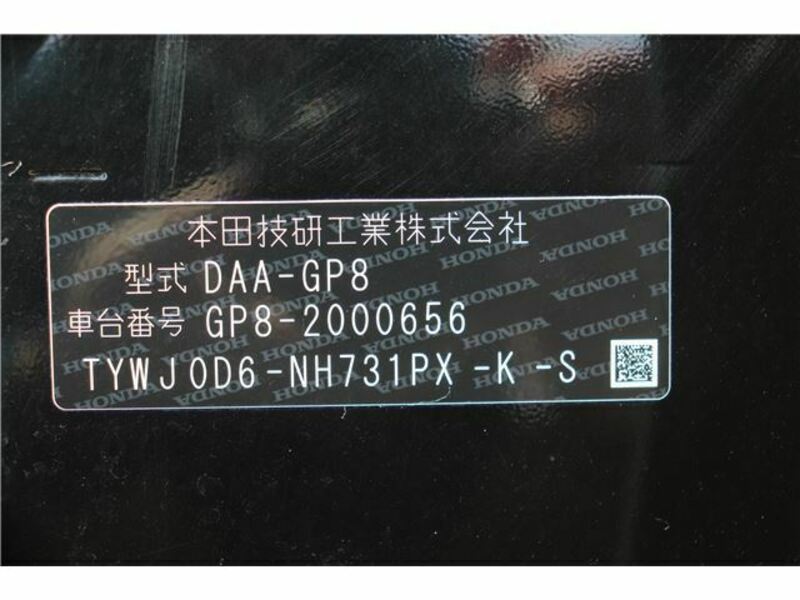 本田技研工業株式会社
型式 DAA-GP8
車台番号 GP8-2000656
TYWJ0D6-NH731PX -K -S